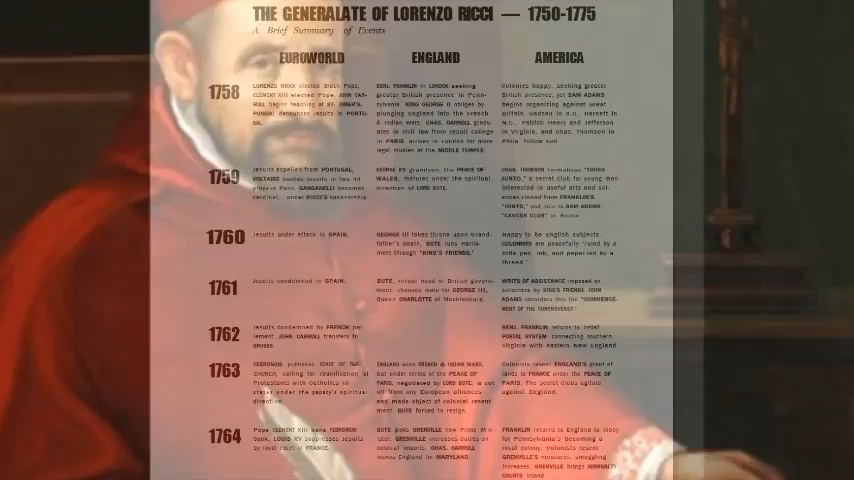 THE GENERALATE OF LORENZO RICCI — 1750-1775
A Brief Summary of Events
EUROWORLD ENGLAND AMERICA
1758
LORENZO RICCI elected Black Pope,
CLEMENT XIII elected Pope. JOHN CAR-
ROLL begins teaching at ST. OMER'S.
POMBAL denounces Jesuits in PORTU-
GAL.
BENJ. FRANKLIN in LONDON seeking
greater British presence in Penn-
sylvania. KING GEORGE II obliges by
plunging England into the French
& Indian Wars. CHAS. CARROLL gradu-
ates in civil law from Jesuit college
in PARIS, arrives in London for more
legal studies at the MIDDLE TEMPLE.
Colonies happy, seeking greater
British presence, yet SAM ADAMS
begins organizing against Great
Britain. Gadsen in S.C., Harnett in
N.C., Patrick Henry and Jefferson
in Virginia, and Chas. Thomson in
Phila. follow suit
1759
Jesuits expelled from PORTUGAL,
VOLTAIRE bashes Jesuits in two hit
plays in Paris. GANGANELLI becomes
cardinal under RICCI'S sponsorship
GEORGE II'S grandson, the PRINCE OF
WALES, matures under the spiritual
direction of LORD BUTE.
CHAS. THOMSON formalizes "YOUNG
JUNTO," a secret club for young men
interested in useful arts and sci-
ences cloned from FRANKLIN'S
"JUNTO," and akin to SAM ADAMS'
"CAUCUS CLUB" in Boston
1760
Jesuits under attack in SPAIN.
GEORGE III takes throne upon grand-
father's death, BUTE runs Parlia-
ment through "KING'S FRIENDS."
Happy to be English subjects,
COLONISTS are peacefully "ruled by a
little pen, ink, and paper led by a
thread."
1761
Jesuits condemned in SPAIN.
BUTE, virtual head of British govern-
ment, chooses mate for GEORGE III,
Queen CHARLOTTE of Mecklenburg.
WRITS OF ASSISTANCE imposed on
colonists by KING'S FRIENDS. JOHN
ADAMS considers this the "COMMENCE-
MENT OF THE CONTROVERSY."
1762
Jesuits condemned by FRENCH par-
lement. JOHN CARROLL transfers to
BRUGES.
BENJ. FRANKLIN returns to install
POSTAL SYSTEM connecting southern
Virginia with eastern New England
1763
FEBRONIUS publishes STATE OF THE
CHURCH, calling for reunification of
Protestants with Catholics in
states under the papacy's spiritual
direction.
ENGLAND wins FRENCH & INDIAN WARS,
but under terms of the PEACE OF
PARIS, negotiated by LORD BUTE, is cut
off from any European alliances
and made object of colonial resent
ment. BUTE forced to resign.
Colonists resent ENGLAND'S grant of
lands to FRANCE under the PEACE OF
PARIS. The secret clubs agitate
against England.
1764
Pope CLEMENT XIII bans FEBRONIUS
book. LOUIS XV suppresses Jesuits
by royal edict in FRANCE.
BUTE picks GRENVILLE new Prime Min-
ister. GRENVILLE increases duties on
colonial imports. CHAS. CARROLL
leaves England for MARYLAND.
FRANKLIN returns to England to lobby
for Pennsylvania's becoming a
royal colony. Colonists resent
GRENVILLE'S measures, smuggling
increases. GRENVILLE brings ADMIRALTY
COURTS inland